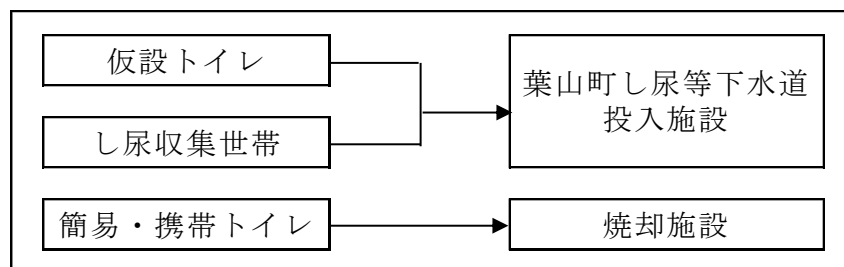 仮設トイレ
し尿収集世帯
葉山町し尿等下水道
投入施設
簡易・携帯トイレ
焼却施設